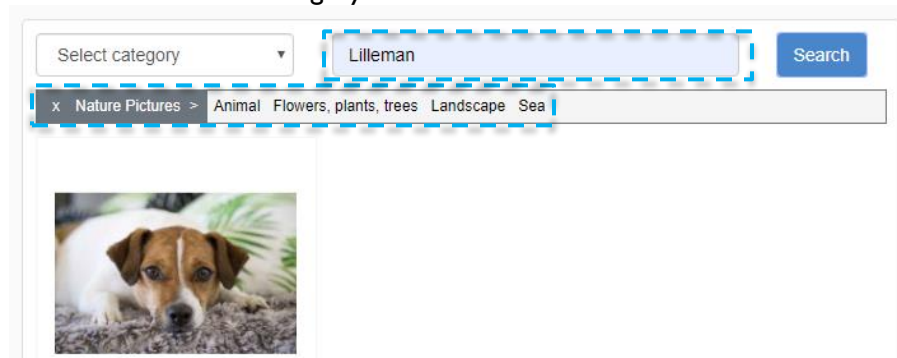 Select category Lilleman Search
x Nature Pictures > Animal Flowers, plants, trees Landscape Sea